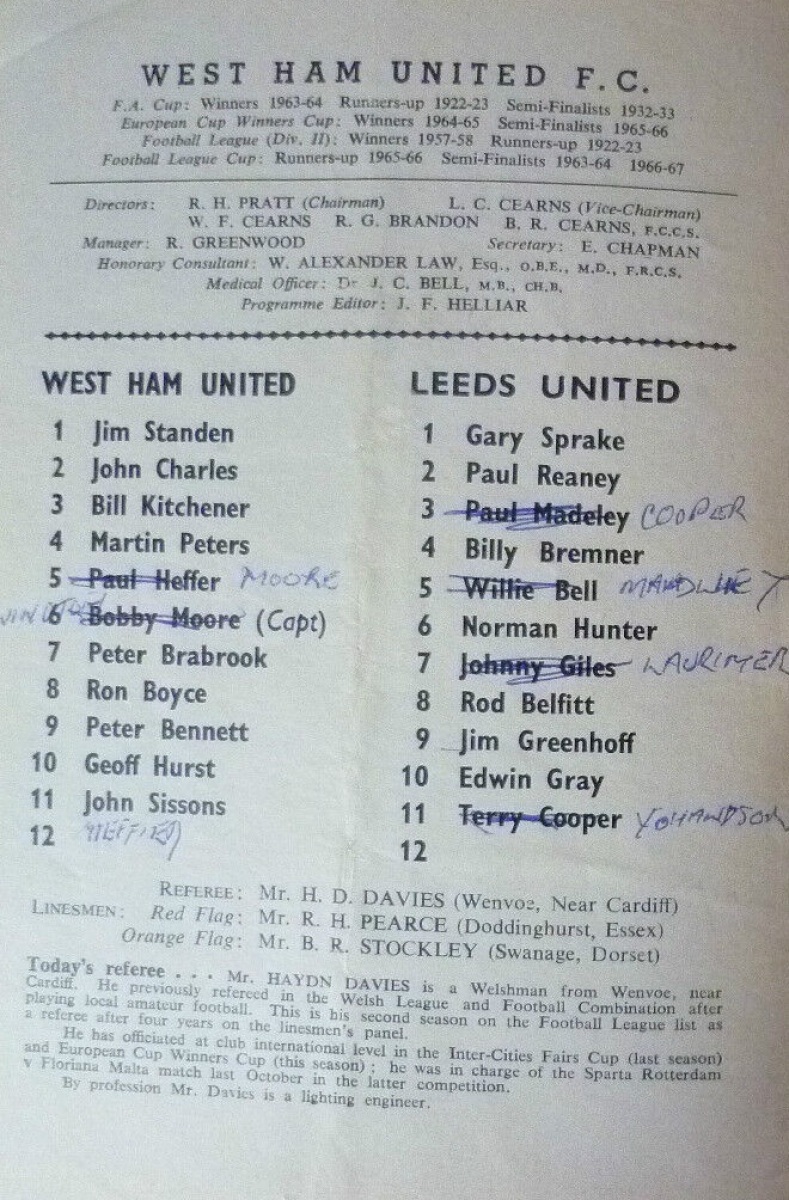 WEST HAM UNITED F.C.
F.A. Cup: Winners 1963-64 Runners-up 1922-23 Semi-Finalists 1932-33
European Cup Winners Cup: Winners 1964-65 Semi-Finalists 1965-66
Football League (Div. II): Winners 1957-58 Runners-up 1922-23
Football League Cup: Runners-up 1965-66 Semi-Finalists 1963-64 1966-67
Directors: R. H. PRATT (Chairman) L. C. CEARNS (Vice-Chairman)
W. F. CEARNS R. G. BRANDON B. R. CEARNS, F.C.C.S.
Manager: R. GREENWOOD Secretary: E. CHAPMAN
Honorary Consultant: W. ALEXANDER LAW, Esq., O.B.E., M.D., F.R.C.S.
Medical Officer: Dr J. C. BELL, M.B., CH.B.
Programme Editor: J. F. HELLIAR
WEST HAM UNITED
1 Jim Standen
2 John Charles
3 Bill Kitchener
4 Martin Peters
5 Paul Heffer MOORE
6 Bobby Moore (Capt)
7 Peter Brabrook
8 Ron Boyce
9 Peter Bennett
10 Geoff Hurst
11 John Sissons
12
LEEDS UNITED
1 Gary Sprake
2 Paul Reaney
3 Paul Madeley COOPER
4 Billy Bremner
5 Willie Bell
6 Norman Hunter
7 Johnny Giles LAURIMER
8 Rod Belfitt
9 Jim Greenhoff
10 Edwin Gray
11 Terry Cooper
12
REFEREE: Mr. H. D. DAVIES (Wenvoe, Near Cardiff)
LINESMEN: Red Flag: Mr. R. H. PEARCE (Doddinghurst, Essex)
Orange Flag: Mr. B. R. STOCKLEY (Swanage, Dorset)
Today's referee . . . Mr. HAYDN DAVIES is a Welshman from Wenvoe, near
Cardiff. He previously refereed in the Welsh League and Football Combination after
playing local amateur football. This is his second season on the Football League list as
a referee after four years on the linesmen's panel.
He has officiated at club international level in the Inter-Cities Fairs Cup (last season)
and European Cup Winners Cup (this season); he was in charge of the Sparta Rotterdam
v Floriana Malta match last October in the latter competition.
By profession Mr. Davies is a lighting engineer.